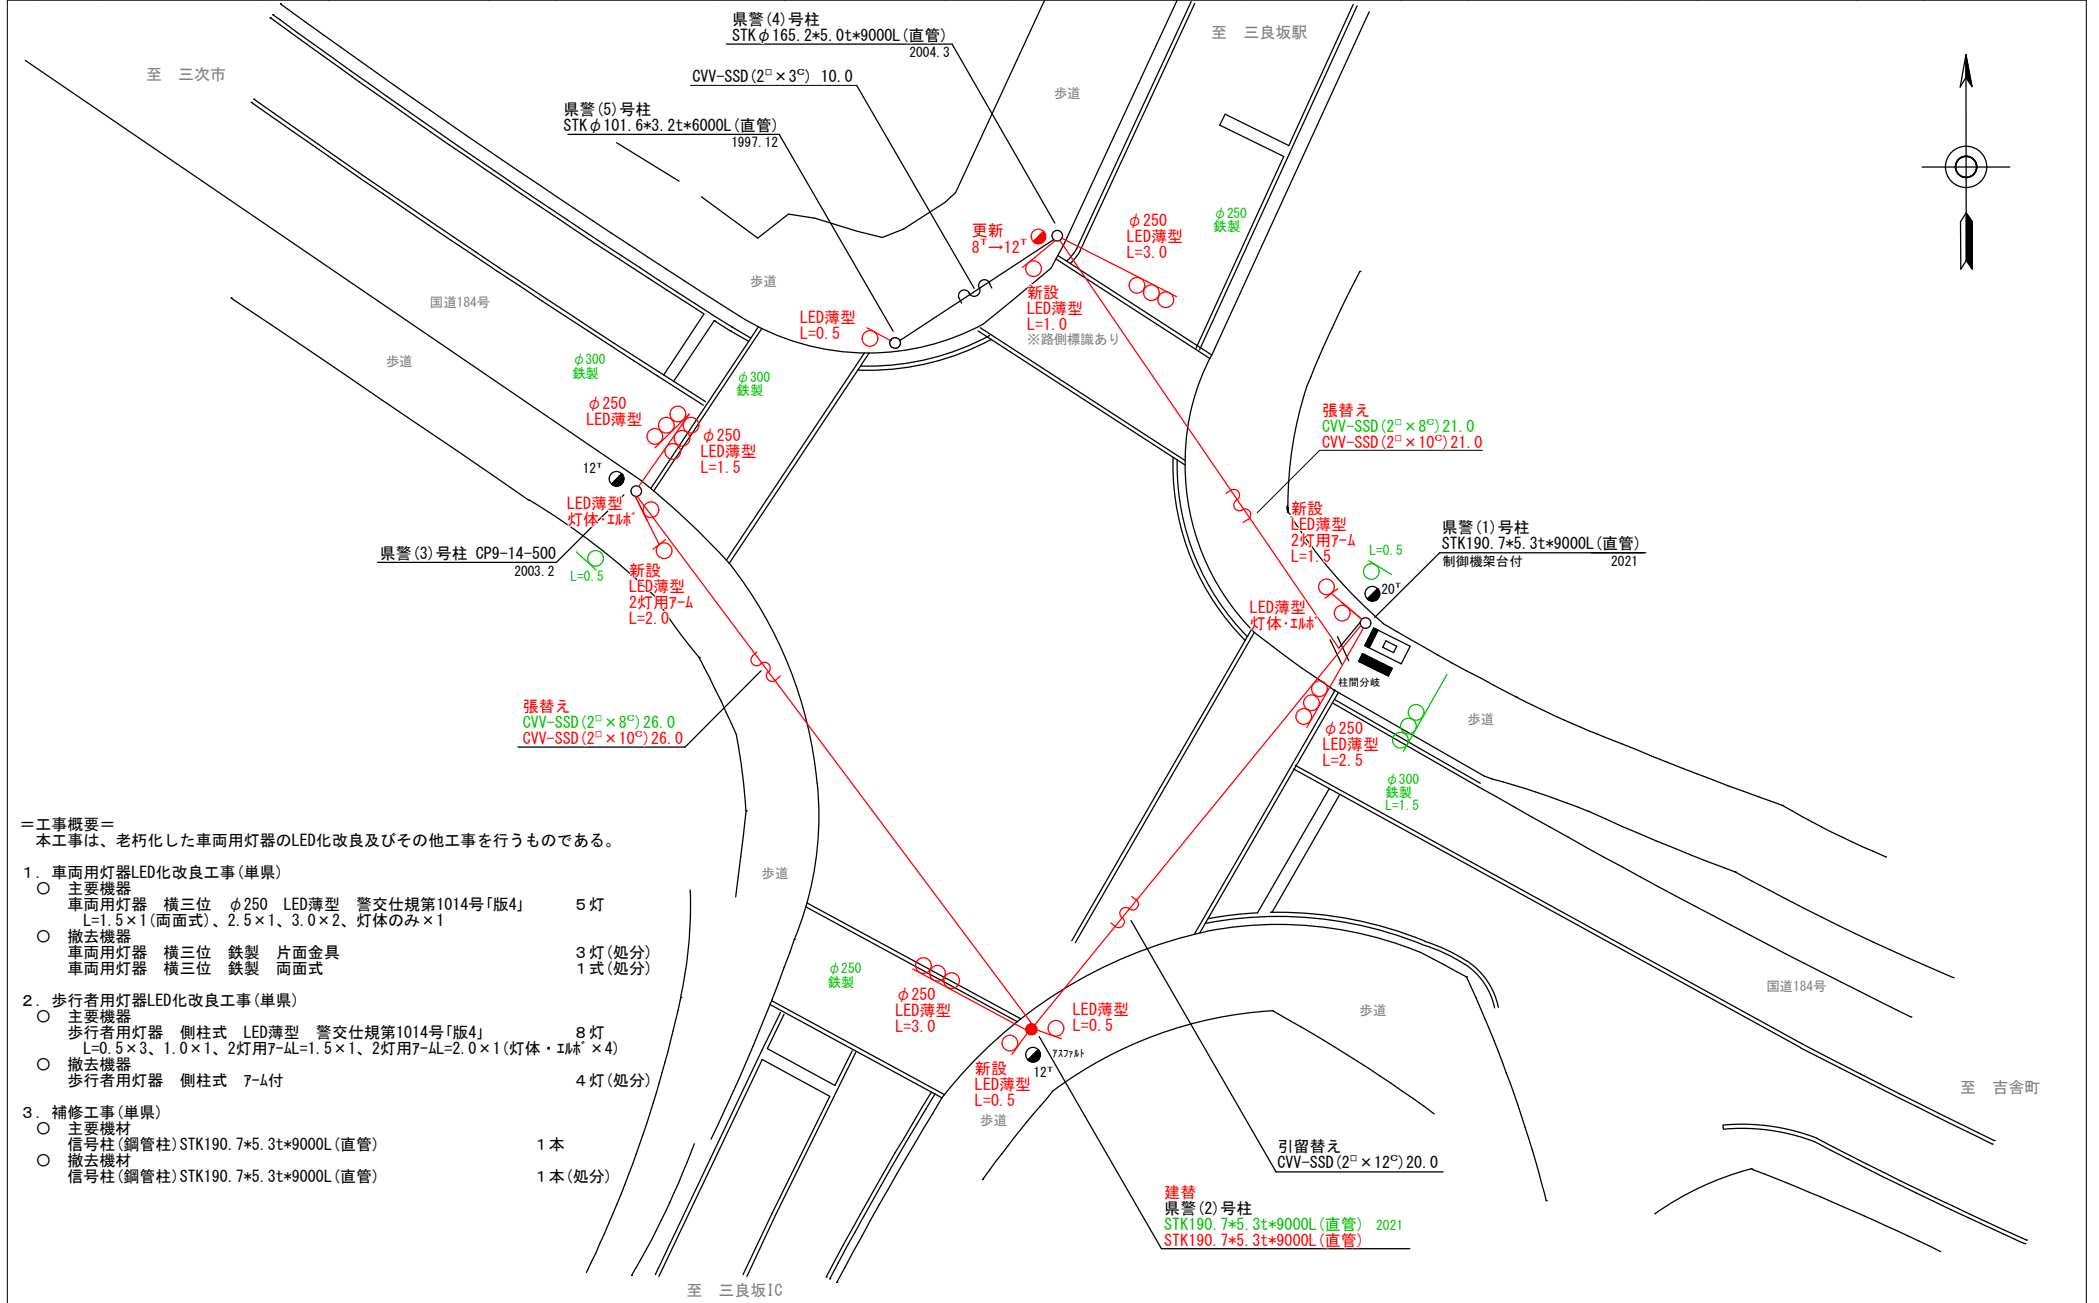 県警(4)号柱
STKφ165.2*5.0t*9000L(直管)
2004.3
至 三良坂駅
至 三次市
CVV-SSD(2□×3C) 10.0
歩道
県警(5)号柱
STKφ101.6*3.2t*6000L(直管)
1997.12
更新
8T→12T
φ250
LED薄型
L=3.0
φ250
鉄製
歩道
国道184号
LED薄型
L=0.5
新設
LED薄型
L=1.0
※路側標識あり
歩道
φ300
鉄製
φ300
鉄製
φ250
LED薄型
φ250
LED薄型
L=1.5
12T
LED薄型
灯体・エルボ
県警(3)号柱 CP9-14-500
2003.2
L=0.5
新設
LED薄型
2灯用アーム
L=2.0
張替え
CVV-SSD(2□×8C)21.0
CVV-SSD(2□×10C)21.0
新設
LED薄型
2灯用アーム
L=1.5
L=0.5
20T
県警(1)号柱
STK190.7*5.3t*9000L(直管)
制御機架台付 2021
LED薄型
灯体・エルボ
柱間分岐
歩道
φ250
LED薄型
L=2.5
φ300
鉄製
L=1.5
張替え
CVV-SSD(2□×8C)26.0
CVV-SSD(2□×10C)26.0
=工事概要=
本工事は、老朽化した車両用灯器のLED化改良及びその他工事を行うものである。
1. 車両用灯器LED化改良工事(単県)
○ 主要機器
車両用灯器 横三位 φ250 LED薄型 警交仕規第1014号「版4」 5灯
L=1.5×1(両面式)、2.5×1、3.0×2、灯体のみ×1
○ 撤去機器
車両用灯器 横三位 鉄製 片面金具 3灯(処分)
車両用灯器 横三位 鉄製 両面式 1式(処分)
2. 歩行者用灯器LED化改良工事(単県)
○ 主要機器
歩行者用灯器 側柱式 LED薄型 警交仕規第1014号「版4」 8灯
L=0.5×3、1.0×1、2灯用アームL=1.5×1、2灯用アームL=2.0×1(灯体・エルボ×4)
○ 撤去機器
歩行者用灯器 側柱式 アーム付 4灯(処分)
3. 補修工事(単県)
○ 主要機材
信号柱(鋼管柱)STK190.7*5.3t*9000L(直管) 1本
○ 撤去機材
信号柱(鋼管柱)STK190.7*5.3t*9000L(直管) 1本(処分)
歩道
φ250
鉄製
φ250
LED薄型
L=3.0
LED薄型
L=0.5
アスファルト
12T
新設
LED薄型
L=0.5
歩道
歩道
国道184号
至 吉舎町
引留替え
CVV-SSD(2□×12C)20.0
建替
県警(2)号柱
STK190.7*5.3t*9000L(直管) 2021
STK190.7*5.3t*9000L(直管)
至 三良坂IC